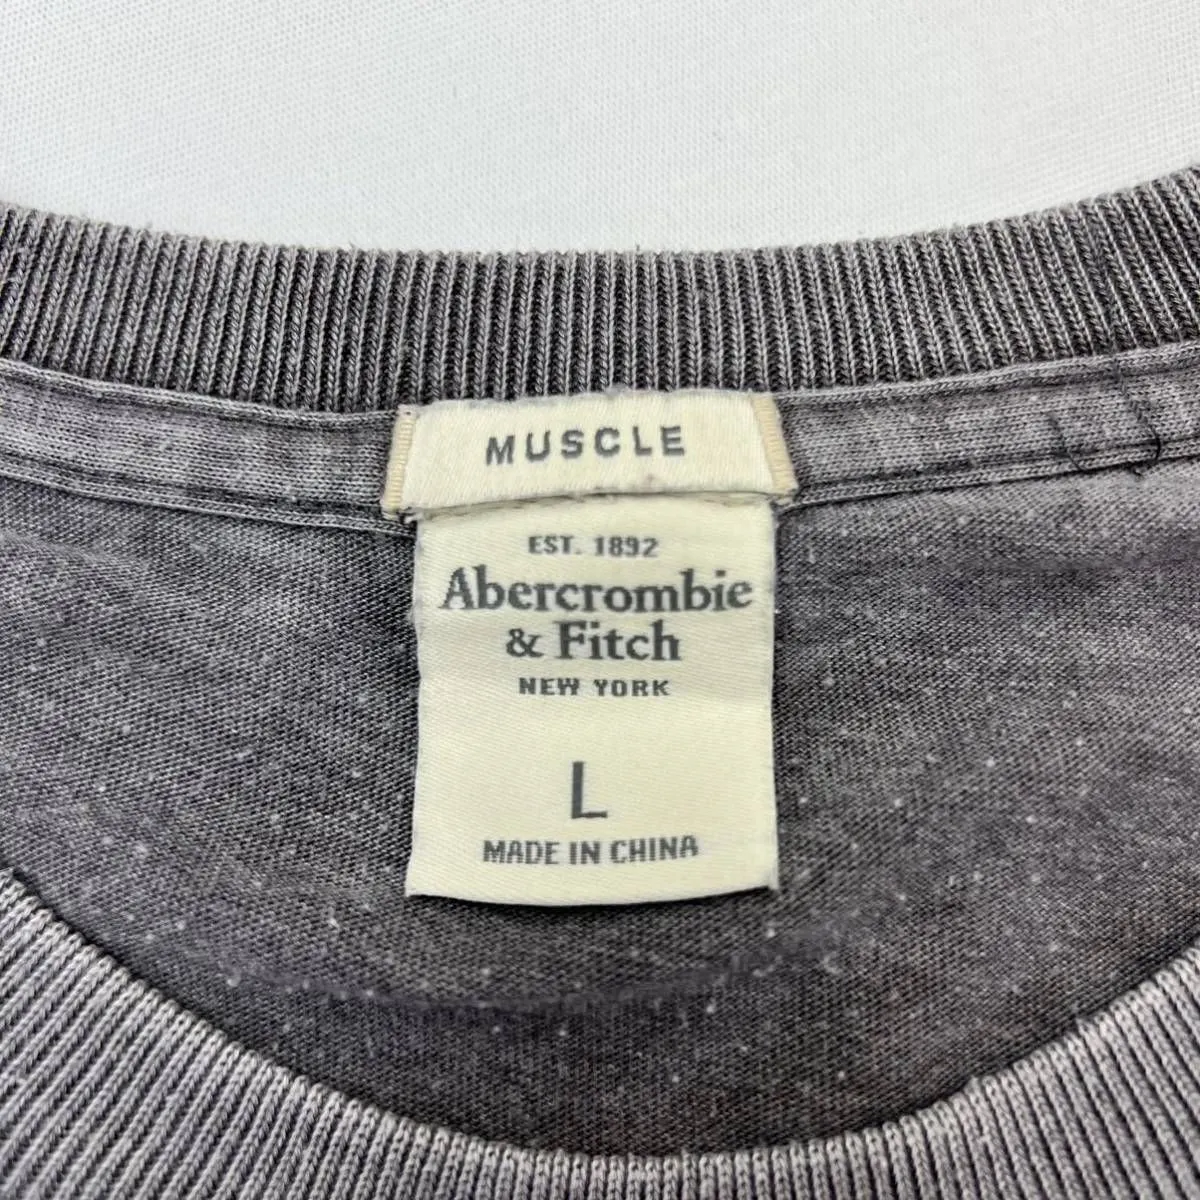 MUSCLE
EST. 1892
Abercrombie
& Fitch
NEW YORK
L
MADE IN CHINA